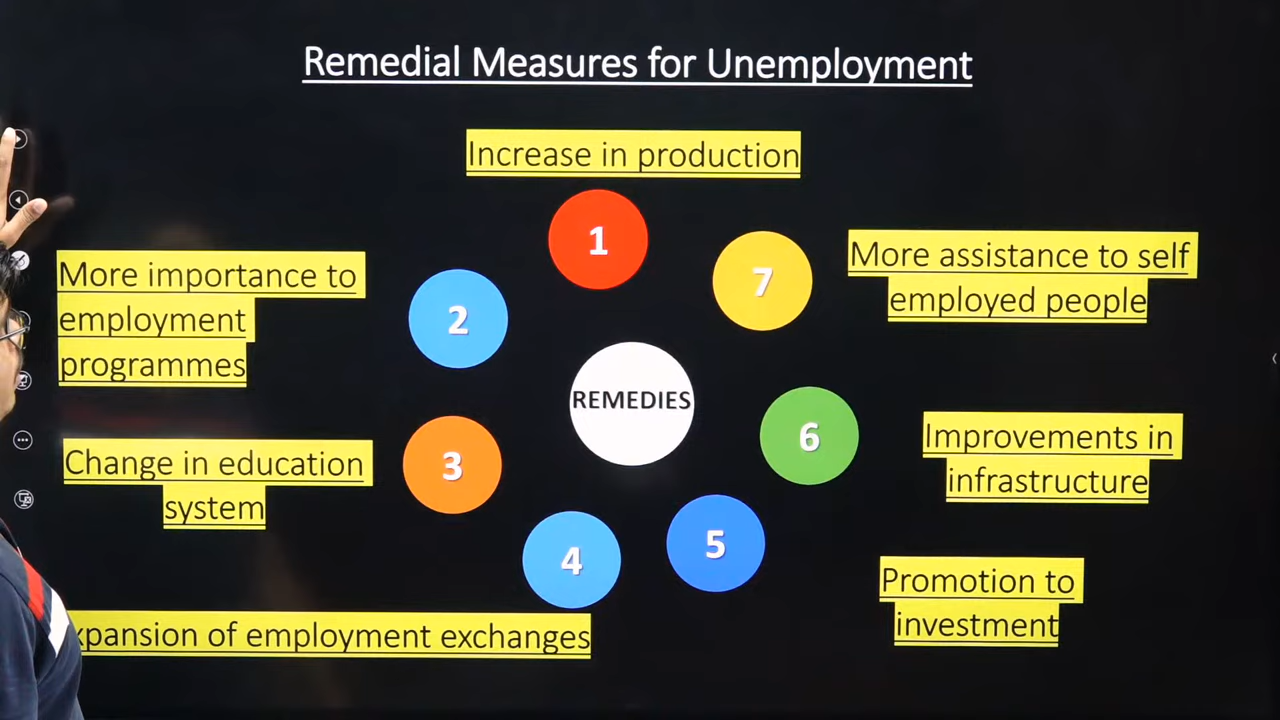 Remedial Measures for Unemployment
Increase in production
1
More importance to
employment
programmes
2
Change in education
system
3
xpansion of employment exchanges
4
Promotion to
investment
5
Improvements in
infrastructure
6
More assistance to self
employed people
7
REMEDIES